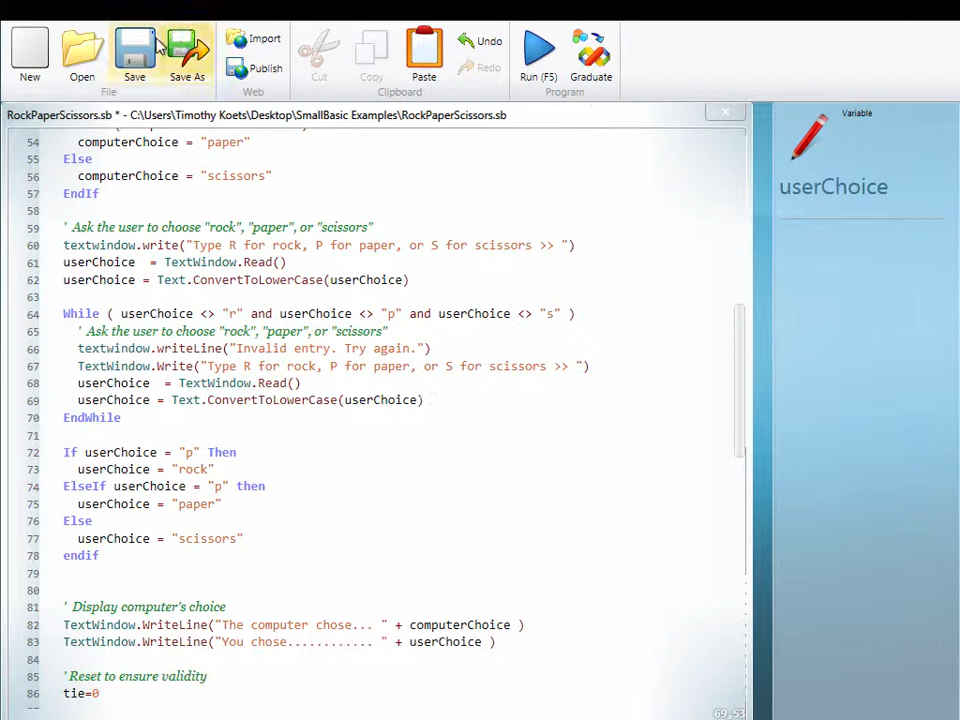 New
Open
Save
Save As
File
Import
Publish
Web
Cut
Copy
Paste
Undo
Redo
Clipboard
Run (F5)
Graduate
Program
RockPaperScissors.sb * - C:\Users\Timothy Koets\Desktop\SmallBasic Examples\RockPaperScissors.sb
54 computerChoice = "paper"
55 Else
56 computerChoice = "scissors"
57 EndIf
58
59 ' Ask the user to choose "rock", "paper", or "scissors"
60 textwindow.write("Type R for rock, P for paper, or S for scissors >> ")
61 userChoice  = TextWindow.Read()
62 userChoice = Text.ConvertToLowerCase(userChoice)
63
64 While ( userChoice <> "r" and userChoice <> "p" and userChoice <> "s" )
65 ' Ask the user to choose "rock", "paper", or "scissors"
66 textwindow.writeLine("Invalid entry. Try again.")
67 TextWindow.Write("Type R for rock, P for paper, or S for scissors >> ")
68 userChoice  = TextWindow.Read()
69 userChoice = Text.ConvertToLowerCase(userChoice)
70 EndWhile
71
72 If userChoice = "p" Then
73 userChoice = "rock"
74 ElseIf userChoice = "p" then
75 userChoice = "paper"
76 Else
77 userChoice = "scissors"
78 endif
79
80
81 ' Display computer's choice
82 TextWindow.WriteLine("The computer chose... " + computerChoice )
83 TextWindow.WriteLine("You chose............ " + userChoice )
84
85 'Reset to ensure validity
86 tie=0
69,53
Variable
userChoice